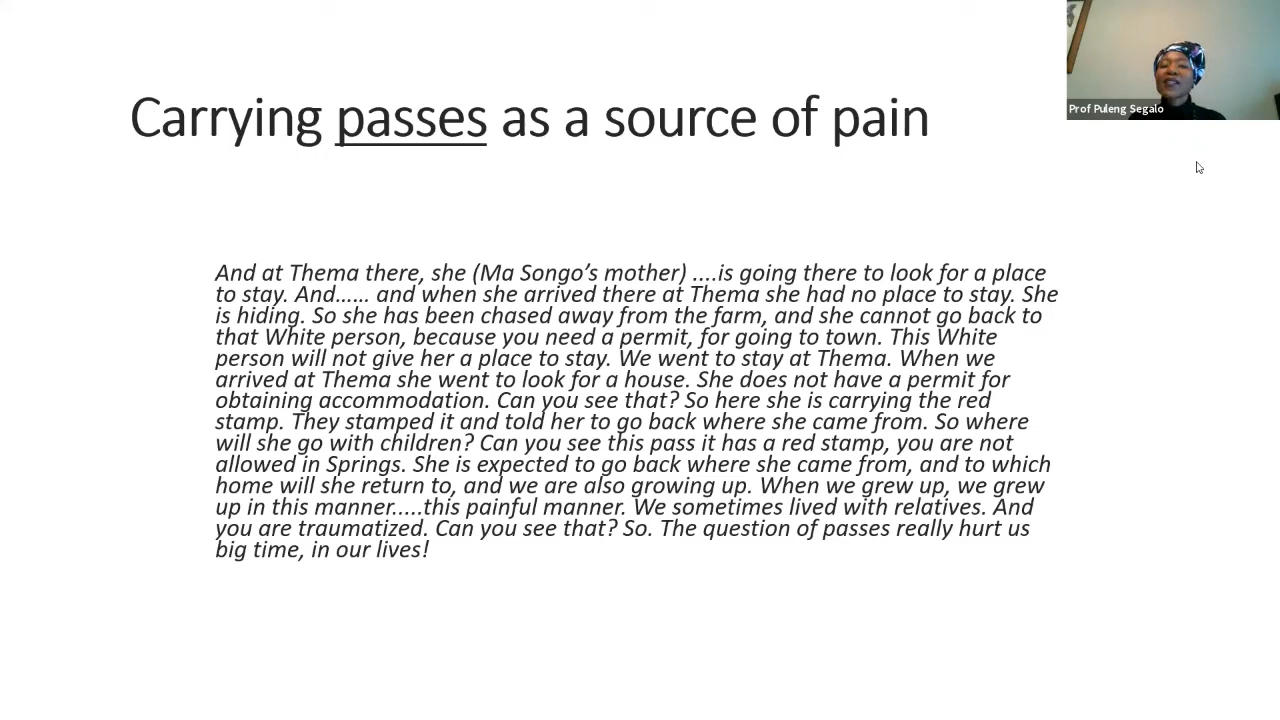 Carrying passes as a source of pain
Prof Puleng Segalo
And at Thema there, she (Ma Songo’s mother) ....is going there to look for a place
to stay. And…… and when she arrived there at Thema she had no place to stay. She
is hiding. So she has been chased away from the farm, and she cannot go back to
that White person, because you need a permit, for going to town. This White
person will not give her a place to stay. We went to stay at Thema. When we
arrived at Thema she went to look for a house. She does not have a permit for
obtaining accommodation. Can you see that? So here she is carrying the red
stamp. They stamped it and told her to go back where she came from. So where
will she go with children? Can you see this pass it has a red stamp, you are not
allowed in Springs. She is expected to go back where she came from, and to which
home will she return to, and we are also growing up. When we grew up, we grew
up in this manner.....this painful manner. We sometimes lived with relatives. And
you are traumatized. Can you see that? So. The question of passes really hurt us
big time, in our lives!